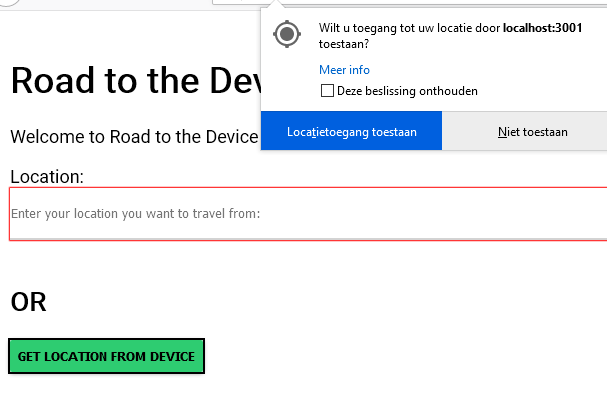 Wilt u toegang tot uw locatie door localhost:3001
toestaan?
Meer info
Deze beslissing onthouden
Locatietoegang toestaan
Niet toestaan
Road to the Dev
Welcome to Road to the Device
Location:
Enter your location you want to travel from:
OR
GET LOCATION FROM DEVICE